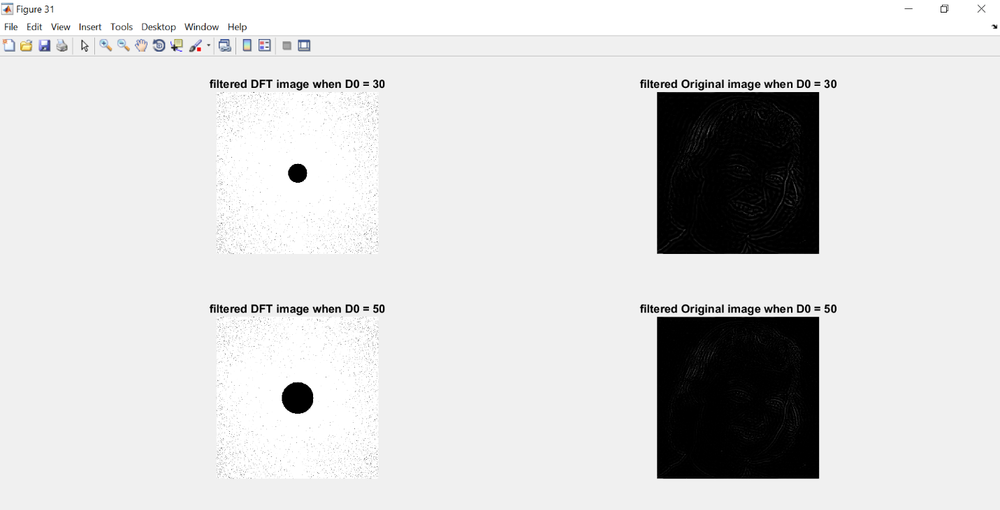 Figure 31
File Edit View Insert Tools Desktop Window Help
filtered DFT image when D0 = 30
filtered Original image when D0 = 30
filtered DFT image when D0 = 50
filtered Original image when D0 = 50